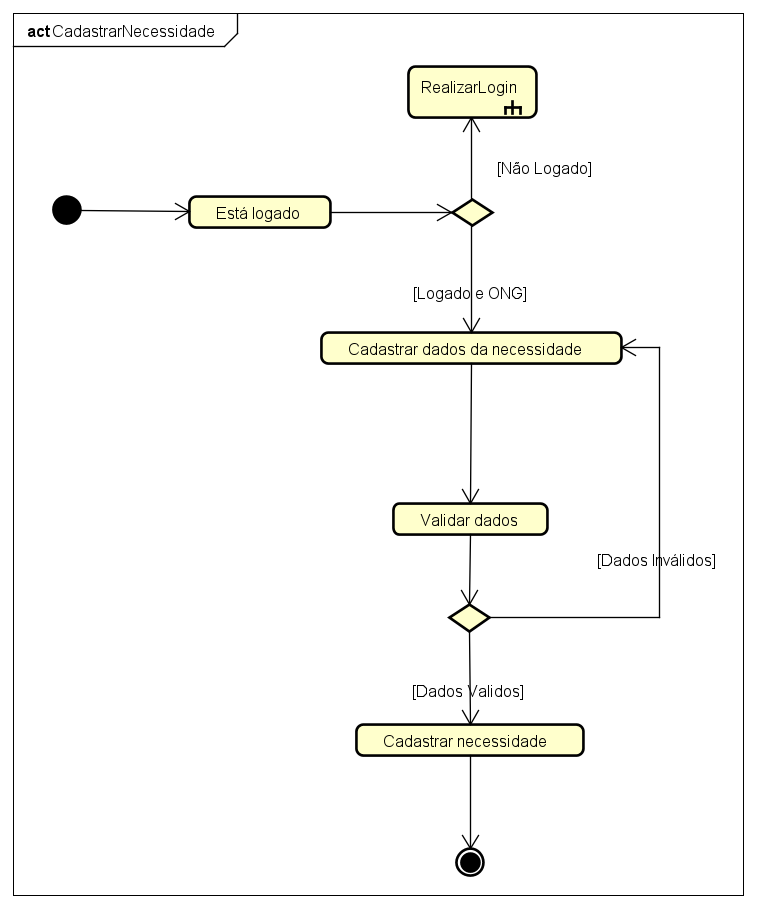 act CadastrarNecessidade
RealizarLogin
[Não Logado]
Está logado
[Logado e ONG]
Cadastrar dados da necessidade
Validar dados
[Dados Inválidos]
[Dados Validos]
Cadastrar necessidade